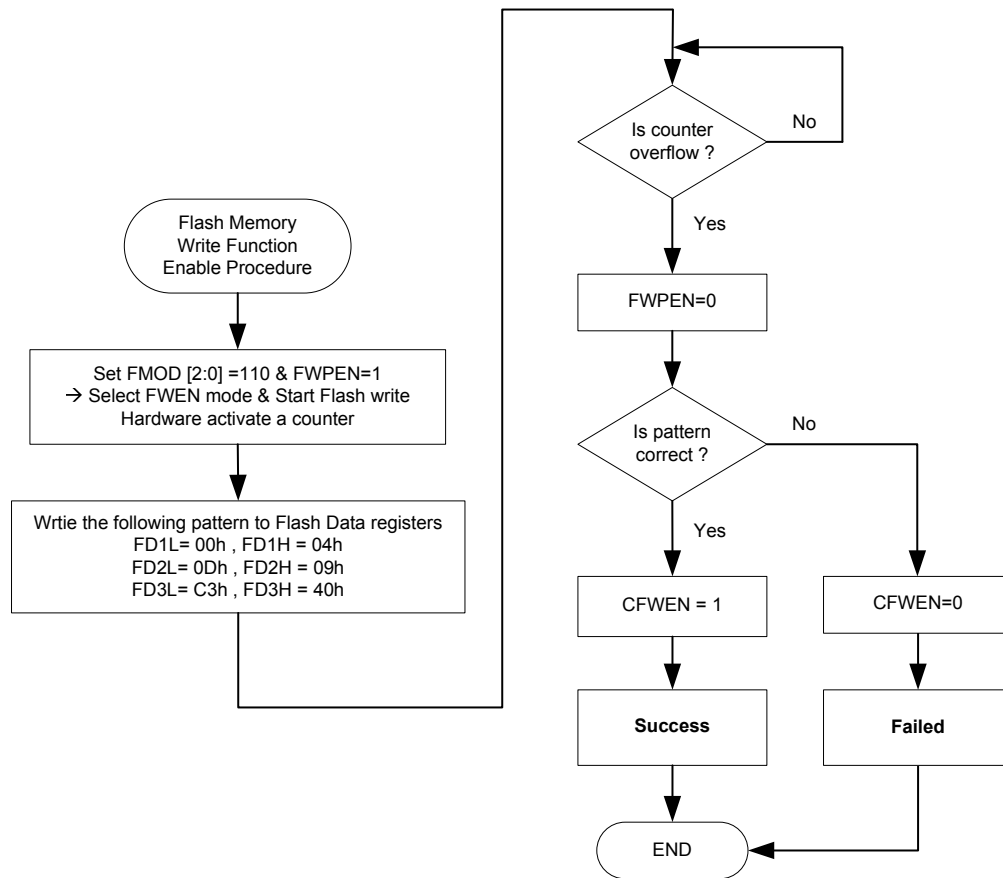 Flash Memory
Write Function
Enable Procedure
Set FMOD [2:0] =110 & FWPEN=1
→ Select FWEN mode & Start Flash write
Hardware activate a counter
Wrtie the following pattern to Flash Data registers
FD1L= 00h , FD1H = 04h
FD2L= 0Dh , FD2H = 09h
FD3L= C3h , FD3H = 40h
Is counter
overflow ?
No
Yes
FWPEN=0
Is pattern
correct ?
No
Yes
CFWEN = 1
CFWEN=0
Success
Failed
END